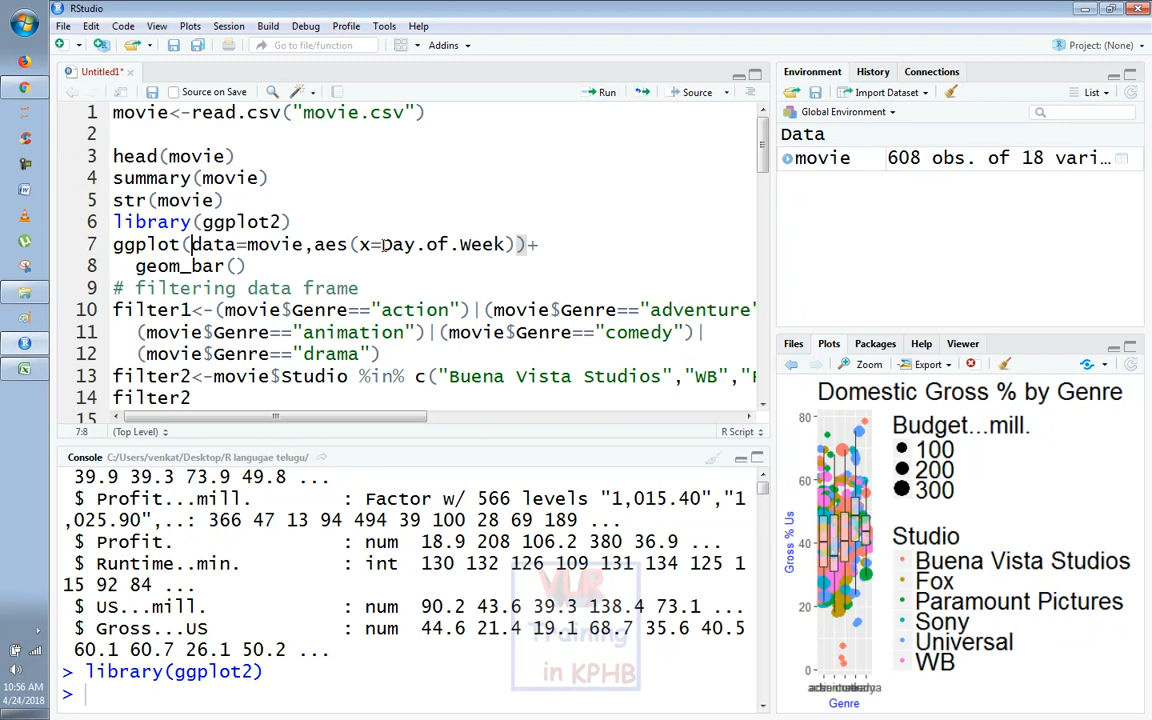 RStudio
File Edit Code View Plots Session Build Debug Profile Tools Help
Go to file/function Addins Project: (None)
Untitled1*
Source on Save Run Source
1 movie<-read.csv("movie.csv")
2
3 head(movie)
4 summary(movie)
5 str(movie)
6 library(ggplot2)
7 ggplot(data=movie,aes(x=Day.of.Week))+
8 geom_bar()
9 # filtering data frame
10 filter1<-(movie$Genre=="action")|(movie$Genre=="adventure"
11 (movie$Genre=="animation")|(movie$Genre=="comedy")|
12 (movie$Genre=="drama")
13 filter2<-movie$Studio %in% c("Buena Vista Studios","WB","F
14 filter2
15
7:8 (Top Level) R Script
Console C:/Users/venkat/Desktop/R langugae telugu/
39.9 39.3 73.9 49.8 ...
$ Profit...mill. : Factor w/ 566 levels "1,015.40","1
,025.90",..: 366 47 13 94 494 39 100 28 69 189 ...
$ Profit. : num 18.9 208 106.2 380 36.9 ...
$ Runtime..min. : int 130 132 126 109 131 134 125 1
15 92 84 ...
$ US...mill. : num 90.2 43.6 39.3 138.4 73.1 ...
$ Gross...US : num 44.6 21.4 19.1 68.7 35.6 40.5
60.1 60.7 26.1 50.2 ...
> library(ggplot2)
>
VLR
Training
in KPHB
Environment History Connections
Import Dataset List
Global Environment
Data
movie 608 obs. of 18 vari…
Files Plots Packages Help Viewer
Zoom Export
Domestic Gross % by Genre
80
60
40
20
0
Gross % Us
Genre
Budget...mill.
100
200
300
Studio
Buena Vista Studios
Fox
Paramount Pictures
Sony
Universal
WB
10:56 AM
4/24/2018